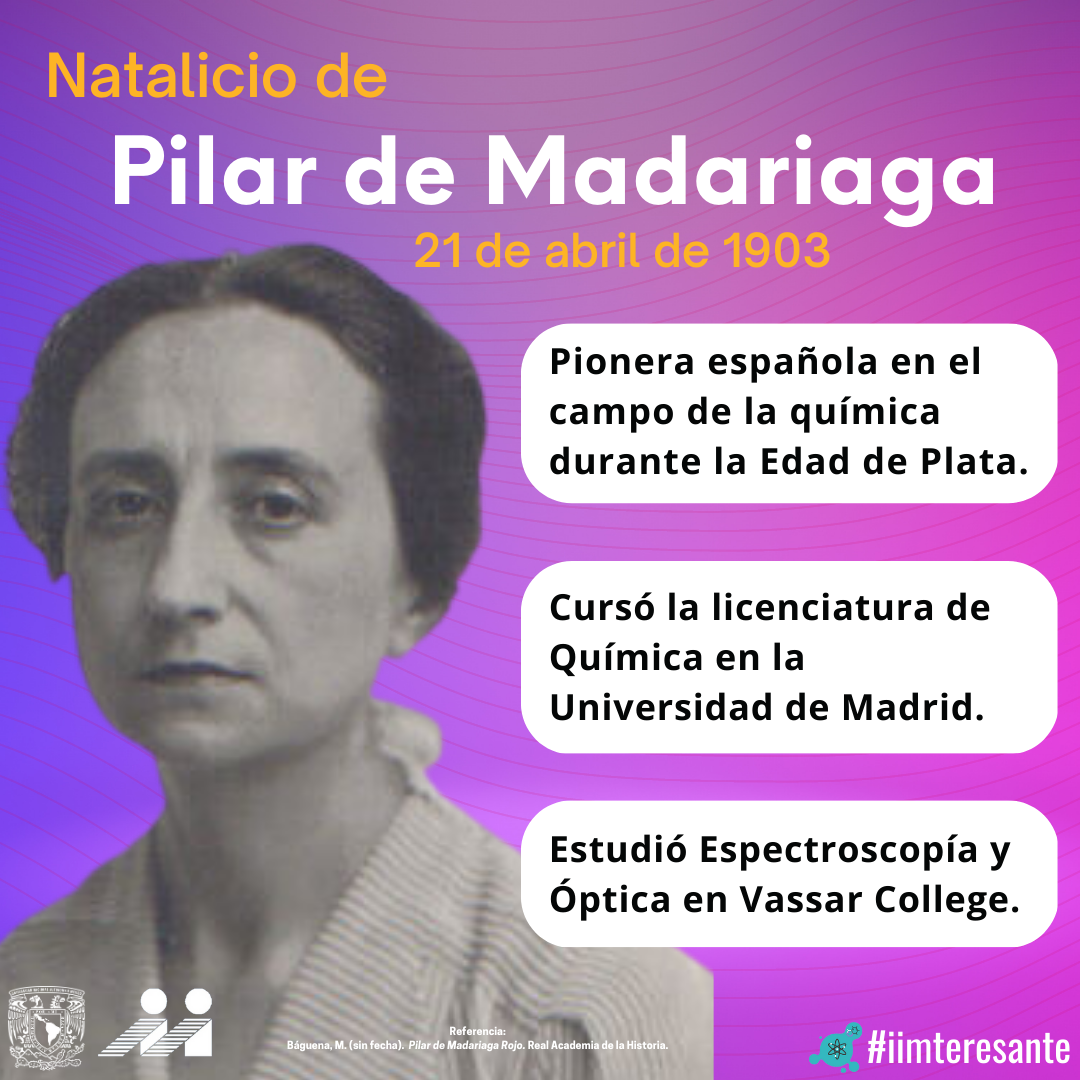 Natalicio de
Pilar de Madariaga
21 de abril de 1903
Pionera española en el
campo de la química
durante la Edad de Plata.
Cursó la licenciatura de
Química en la
Universidad de Madrid.
Estudió Espectroscopía y
Óptica en Vassar College.
Referencia:
Báguena, M. (sin fecha). Pilar de Madariaga Rojo. Real Academia de la Historia.
#iimteresante